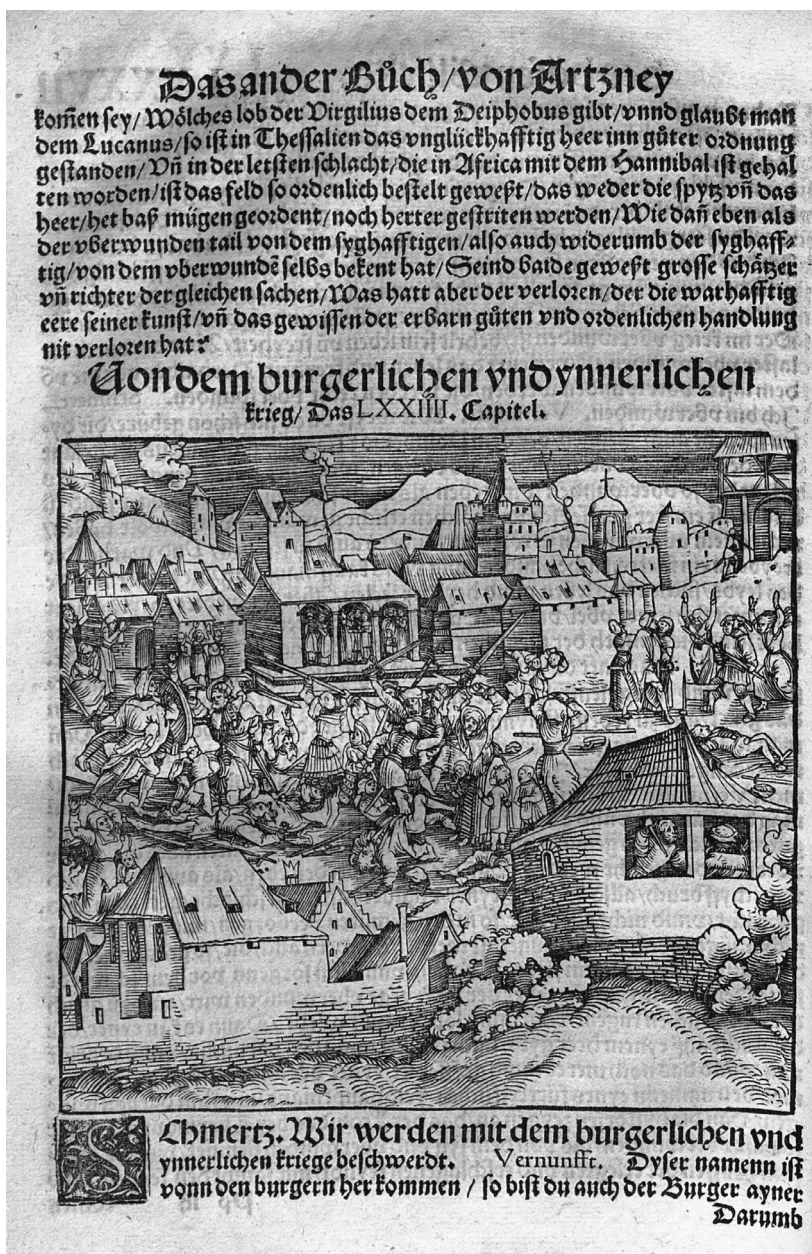 Das ander Bůch/von Artzney
kom̃en sey/ Wölches lob der Virgilius dem Deiphobus gibt/vnnd glaubt man
dem Lucanus/so ist in Thessalien das vnglückhafftig heer inn gůter ordnung
gestanden/Vñ in der letsten schlacht/die in Africa mit dem Hannibal ist gehal
ten worden/ist das feld so ordenlich bestelt geweßt/das weder die spytz vñ das
heer/het baß mügen geordent/noch herter gestriten werden/Wie dañ eben als
der vberwunden tail von dem syghafftigen/also auch widerumb der syghaff⸗
tig/von dem vberwundẽ selbs bekent hat/Seind baide geweßt grosse schätzer
vñ richter der gleichen sachen/Was hatt aber der verloren/der die warhafftig
eere seiner kunst/vñ das gewissen der erbarn gůten vnd ordenlichen handlung
nit verloren hat?
Von dem burgerlichen vnd ynnerlichen
krieg/ Das LXXIIII. Capitel.
SChmertz. Wir werden mit dem burgerlichen vnd
ynnerlichen kriege beschwerdt. Vernunfft. Dyser namenn ist
vonn den burgern her kommen / so bist du auch der Burger ayner
Darumb